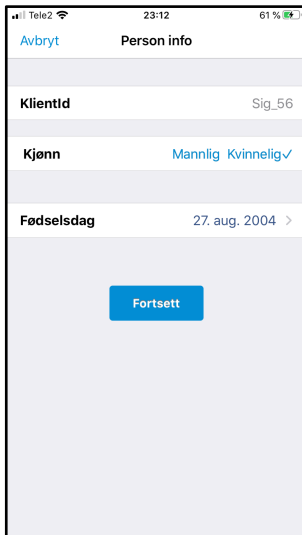 Tele2 23:12 61 %
Avbryt Person info
KlientId Sig_56
Kjønn Mannlig Kvinnelig✓
Fødselsdag 27. aug. 2004 >
Fortsett